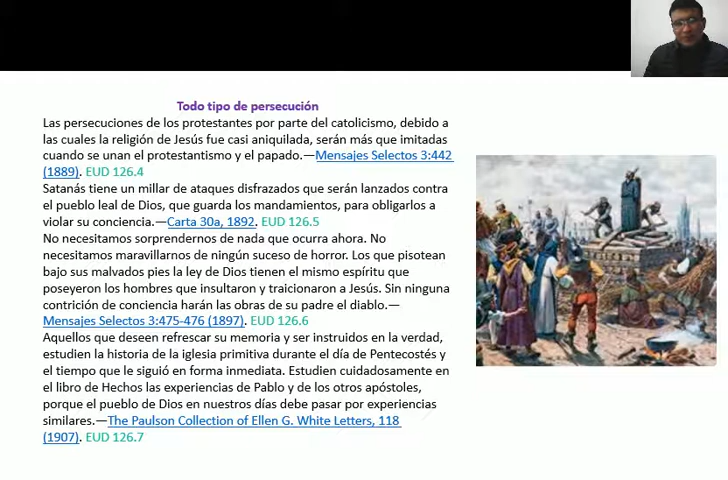 Todo tipo de persecución
Las persecuciones de los protestantes por parte del catolicismo, debido a
las cuales la religión de Jesús fue casi aniquilada, serán más que imitadas
cuando se unan el protestantismo y el papado.—Mensajes Selectos 3:442
(1889). EUD 126.4
Satanás tiene un millar de ataques disfrazados que serán lanzados contra
el pueblo leal de Dios, que guarda los mandamientos, para obligarlos a
violar su conciencia.—Carta 30a, 1892. EUD 126.5
No necesitamos sorprendernos de nada que ocurra ahora. No
necesitamos maravillarnos de ningún suceso de horror. Los que pisotean
bajo sus malvados pies la ley de Dios tienen el mismo espíritu que
poseyeron los hombres que insultaron y traicionaron a Jesús. Sin ninguna
contrición de conciencia harán las obras de su padre el diablo.—
Mensajes Selectos 3:475-476 (1897). EUD 126.6
Aquellos que deseen refrescar su memoria y ser instruidos en la verdad,
estudien la historia de la iglesia primitiva durante el día de Pentecostés y
el tiempo que le siguió en forma inmediata. Estudien cuidadosamente en
el libro de Hechos las experiencias de Pablo y de los otros apóstoles,
porque el pueblo de Dios en nuestros días debe pasar por experiencias
similares.—The Paulson Collection of Ellen G. White Letters, 118
(1907). EUD 126.7